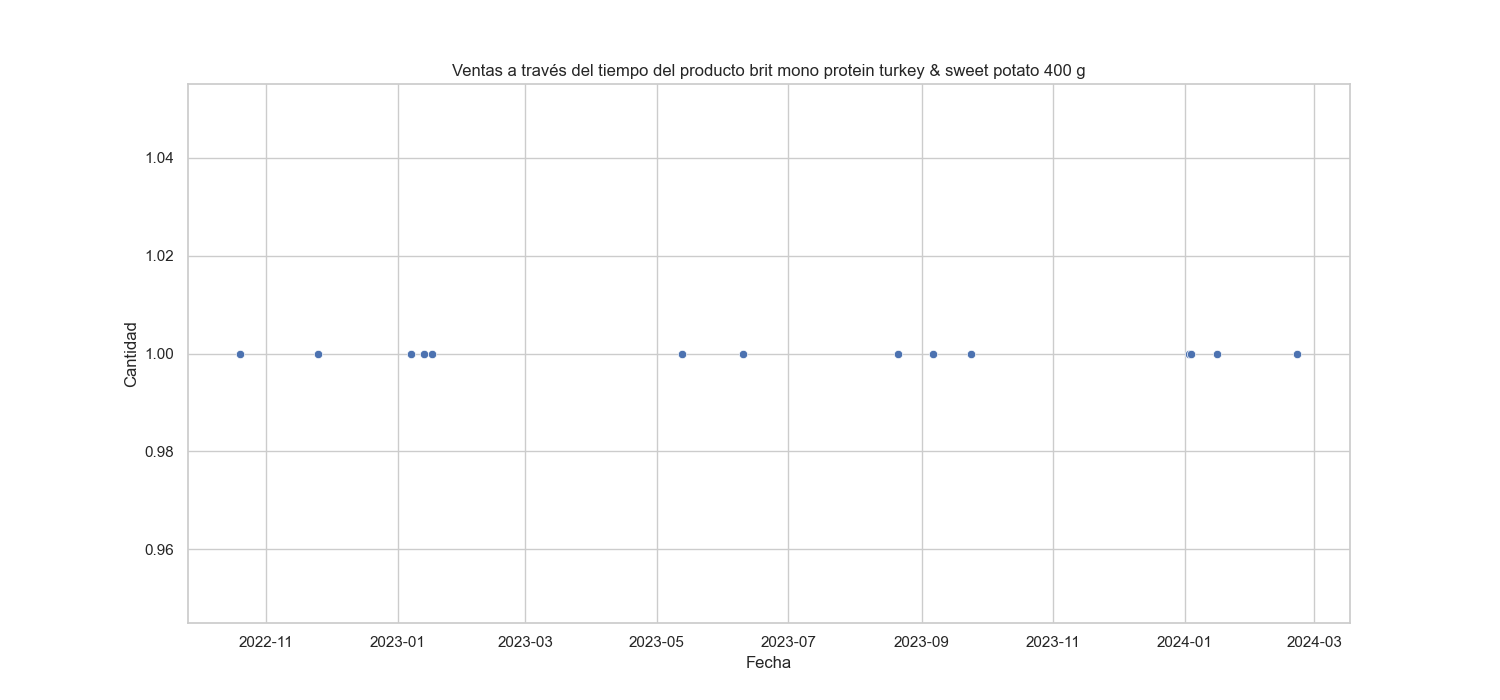 Ventas a través del tiempo del producto brit mono protein turkey & sweet potato 400 g
1.04
1.02
1.00
0.98
0.96
Cantidad
2022-11 2023-01 2023-03 2023-05 2023-07 2023-09 2023-11 2024-01 2024-03
Fecha